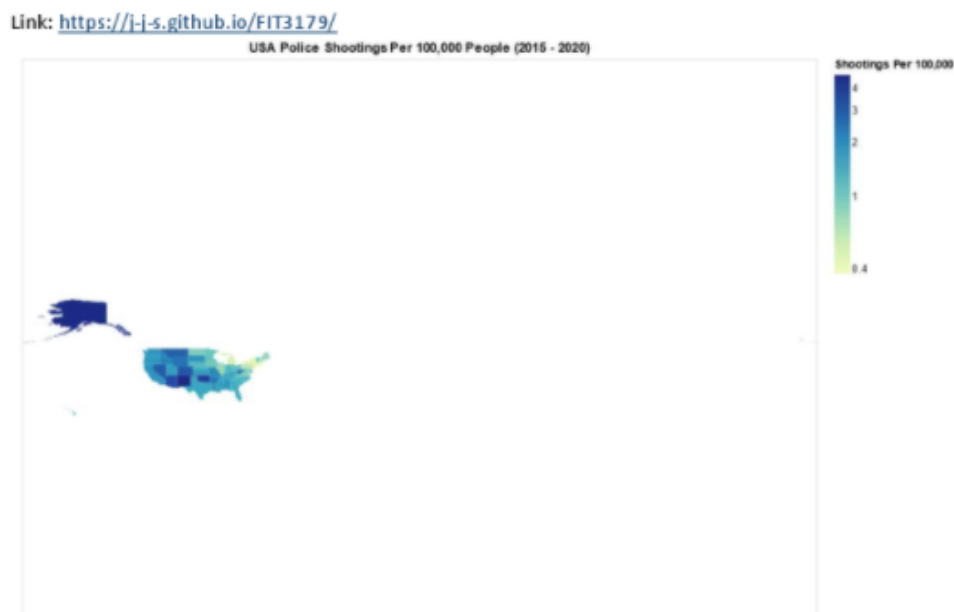 Link: https://j-j-s.github.io/FIT3179/
USA Police Shootings Per 100,000 People (2015 - 2020)
Shootings Per 100,000
4
3
2
1
0.4